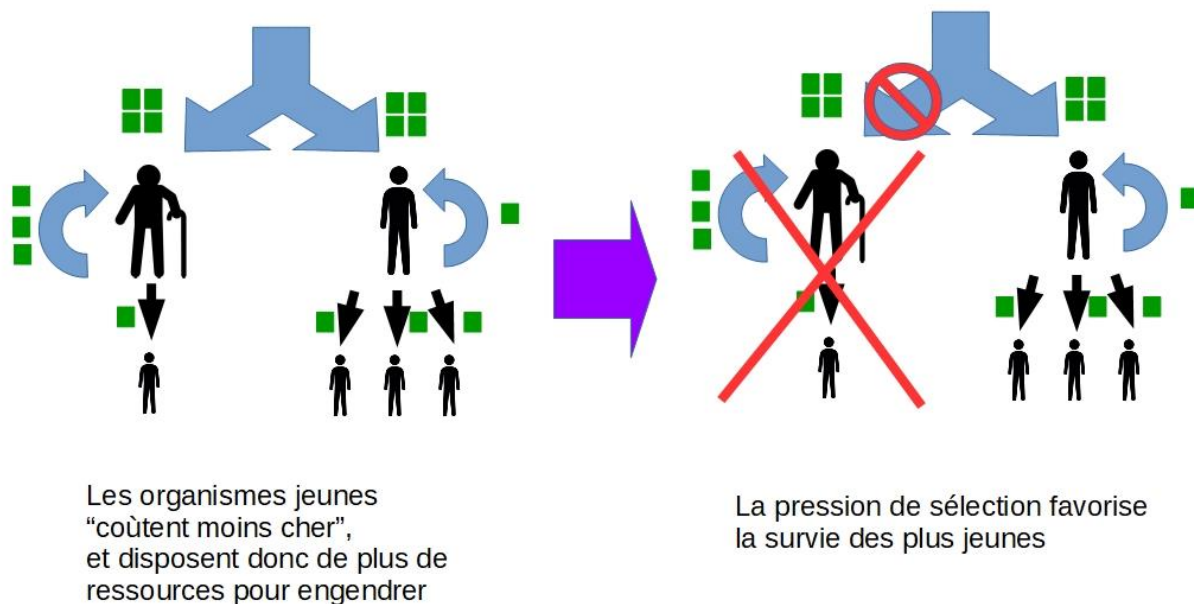 Les organismes jeunes
“coùtent moins cher”,
et disposent donc de plus de
ressources pour engendrer
La pression de sélection favorise
la survie des plus jeunes